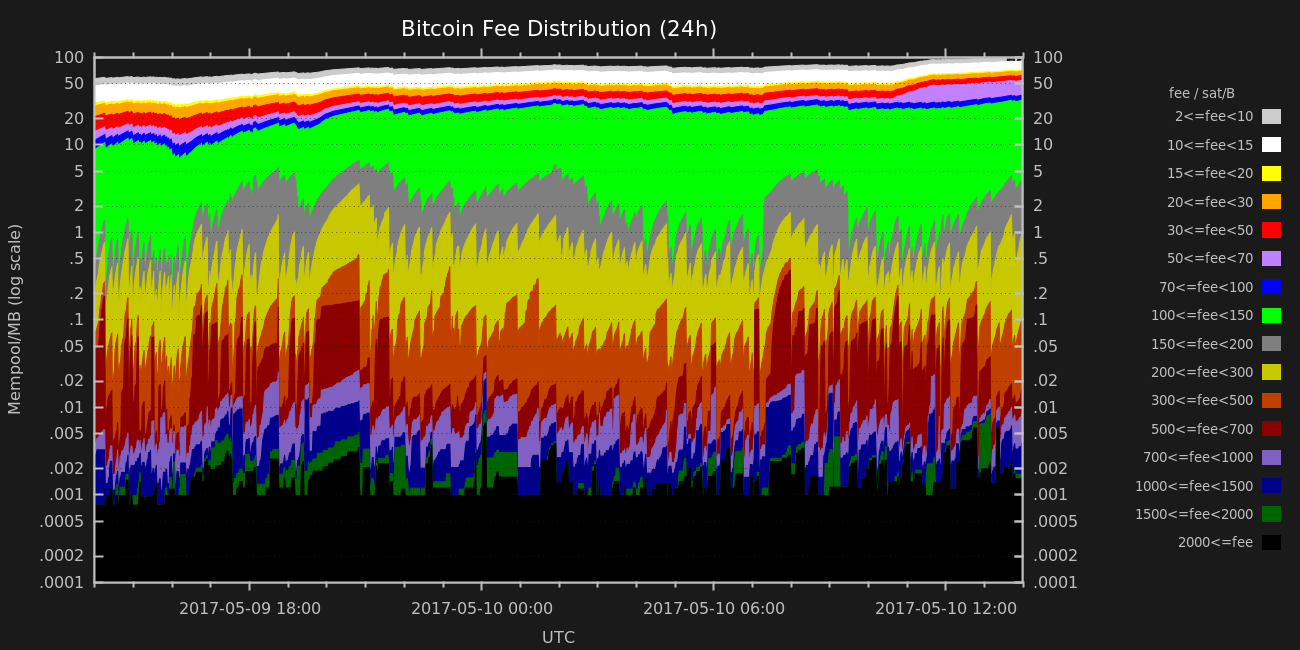 Bitcoin Fee Distribution (24h)
Mempool/MB (log scale)
100
50
20
10
5
2
1
.5
.2
.1
.05
.02
.01
.005
.002
.001
.0005
.0002
.0001
100
50
20
10
5
2
1
.5
.2
.1
.05
.02
.01
.005
.002
.001
.0005
.0002
.0001
fee / sat/B
2<=fee<10
10<=fee<15
15<=fee<20
20<=fee<30
30<=fee<50
50<=fee<70
70<=fee<100
100<=fee<150
150<=fee<200
200<=fee<300
300<=fee<500
500<=fee<700
700<=fee<1000
1000<=fee<1500
1500<=fee<2000
2000<=fee
2017-05-09 18:00 2017-05-10 00:00 2017-05-10 06:00 2017-05-10 12:00
UTC